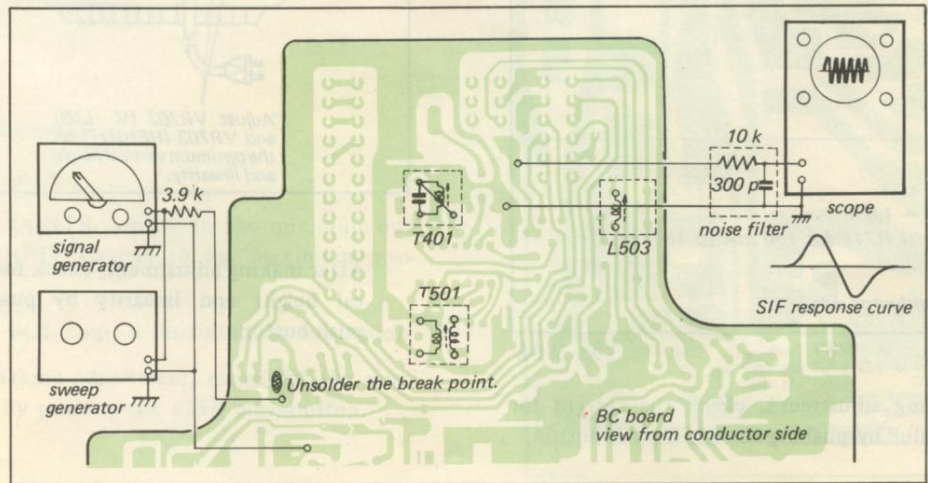 10 k
300 p
noise filter
scope
SIF response curve
3.9 k
signal
generator
sweep
generator
T401
L503
T501
Unsolder the break point.
BC board
view from conductor side